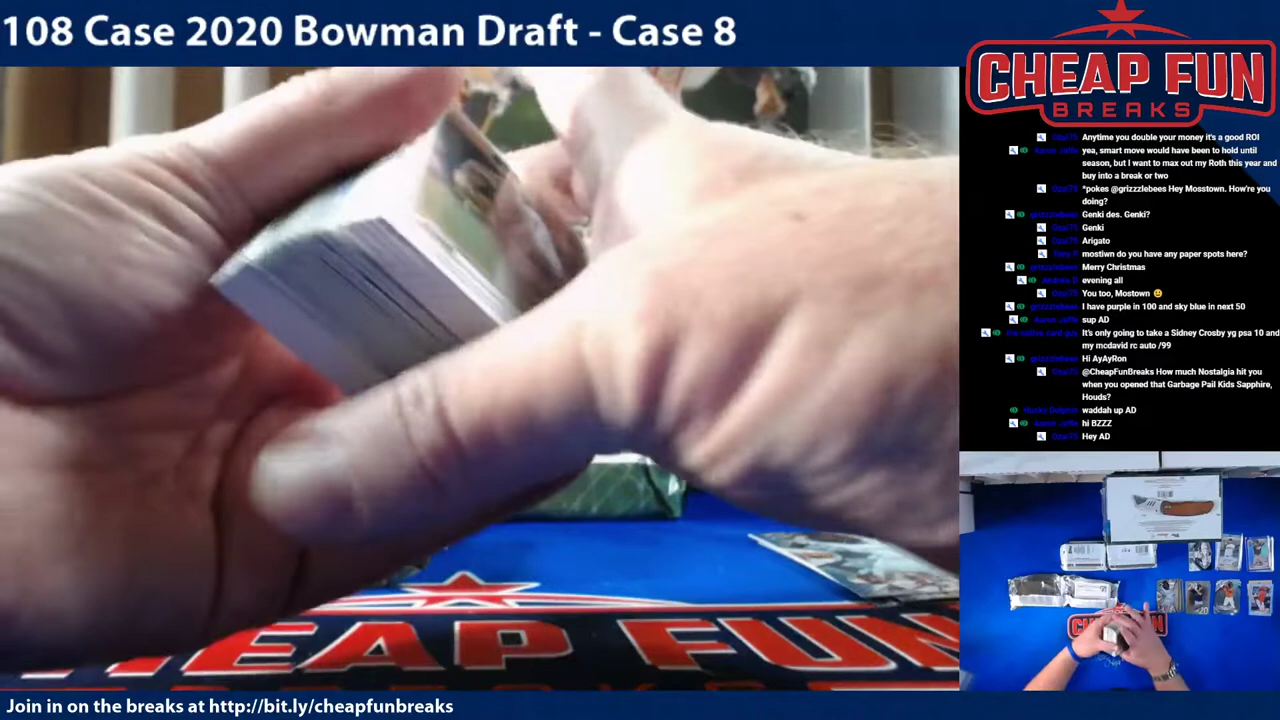 108 Case 2020 Bowman Draft - Case 8
CHEAP FUN
BREAKS
Anytime you double your money it's a good ROI
yea, smart move would have been to hold until
season, but I want to max out my Roth this year and
buy into a break or two
*pokes @grizzzlebees Hey Mosstown. How're you
doing?
Genki des. Genki?
Genki
Arigato
mostiwn do you have any paper spots here?
Merry Christmas
evening all
You too, Mostown
I have purple in 100 and sky blue in next 50
sup AD
It's only going to take a Sidney Crosby yg psa 10 and
my mcdavid rc auto /99
Hi AyAyRon
@CheapFunBreaks How much Nostalgia hit you
when you opened that Garbage Pail Kids Sapphire,
Houds?
waddah up AD
hi BZZZ
Hey AD
CHEAP FUN
Join in on the breaks at http://bit.ly/cheapfunbreaks